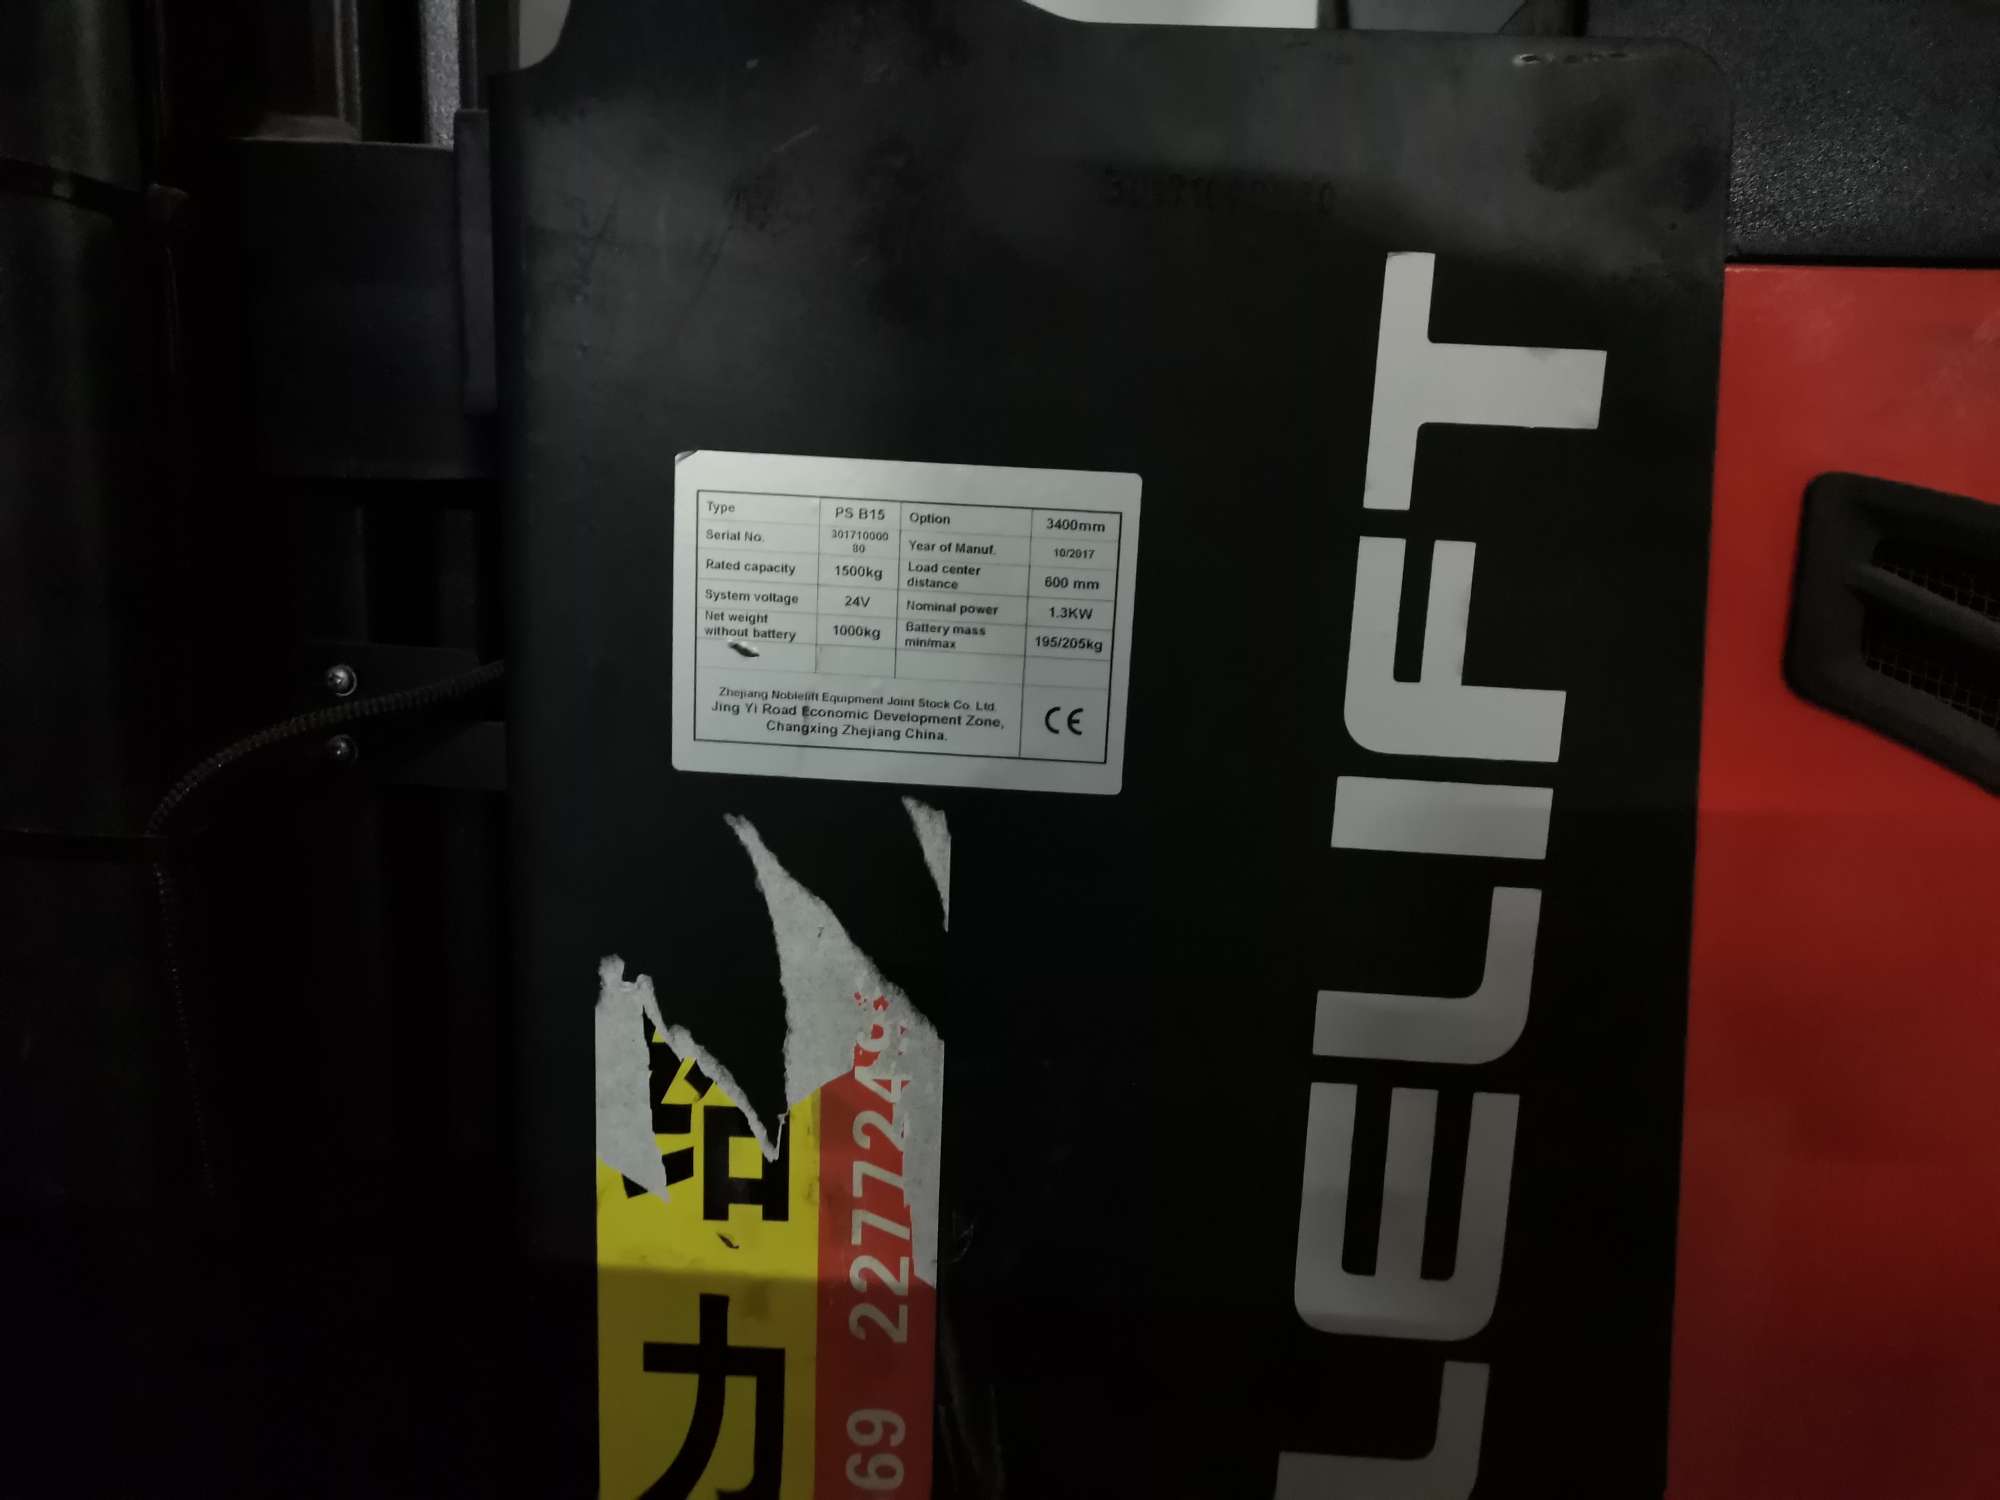 Type PS B15 Option 3400mm
Serial No. 301710000 80 Year of Manuf. 10/2017
Rated capacity 1500kg Load center distance 600 mm
System voltage 24V Nominal power 1.3KW
Net weight without battery 1000kg Battery mass min/max 195/205kg
Zhejiang Noblelift Equipment Joint Stock Co. Ltd.
Jing Yi Road Economic Development Zone,
Changxing Zhejiang China.
CE
LELIFT
给力
69 227724